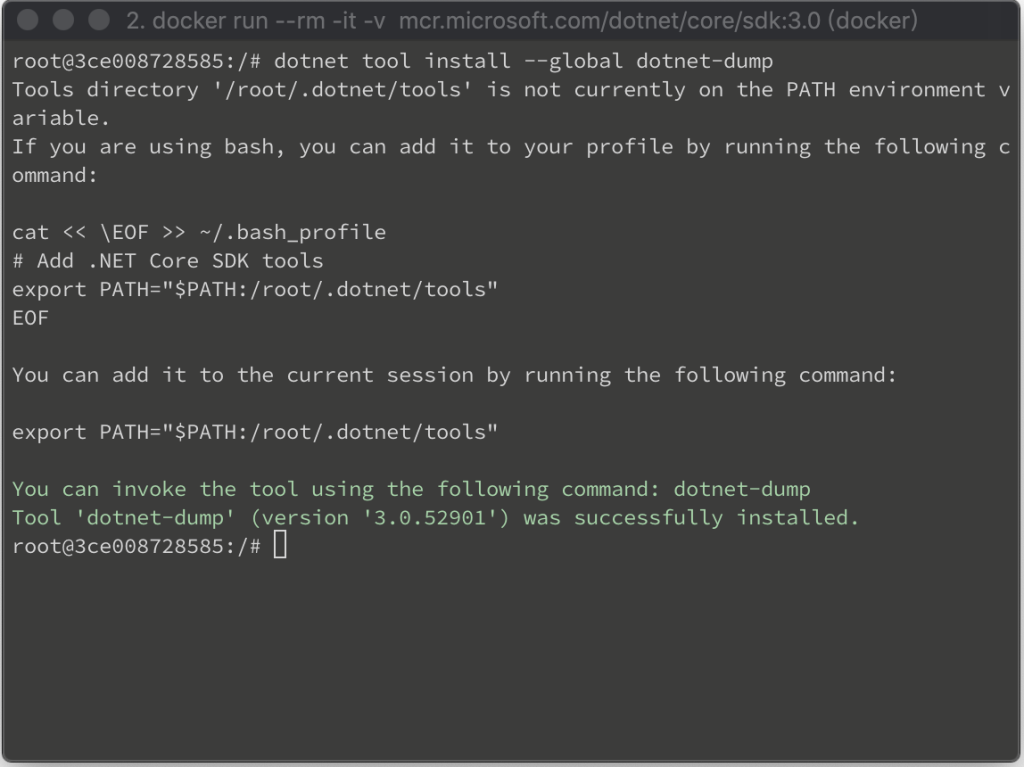 2. docker run --rm -it -v  mcr.microsoft.com/dotnet/core/sdk:3.0 (docker)
root@3ce008728585:/# dotnet tool install --global dotnet-dump
Tools directory '/root/.dotnet/tools' is not currently on the PATH environment v
ariable.
If you are using bash, you can add it to your profile by running the following c
ommand:
cat << \EOF >> ~/.bash_profile
# Add .NET Core SDK tools
export PATH="$PATH:/root/.dotnet/tools"
EOF
You can add it to the current session by running the following command:
export PATH="$PATH:/root/.dotnet/tools"
You can invoke the tool using the following command: dotnet-dump
Tool 'dotnet-dump' (version '3.0.52901') was successfully installed.
root@3ce008728585:/#